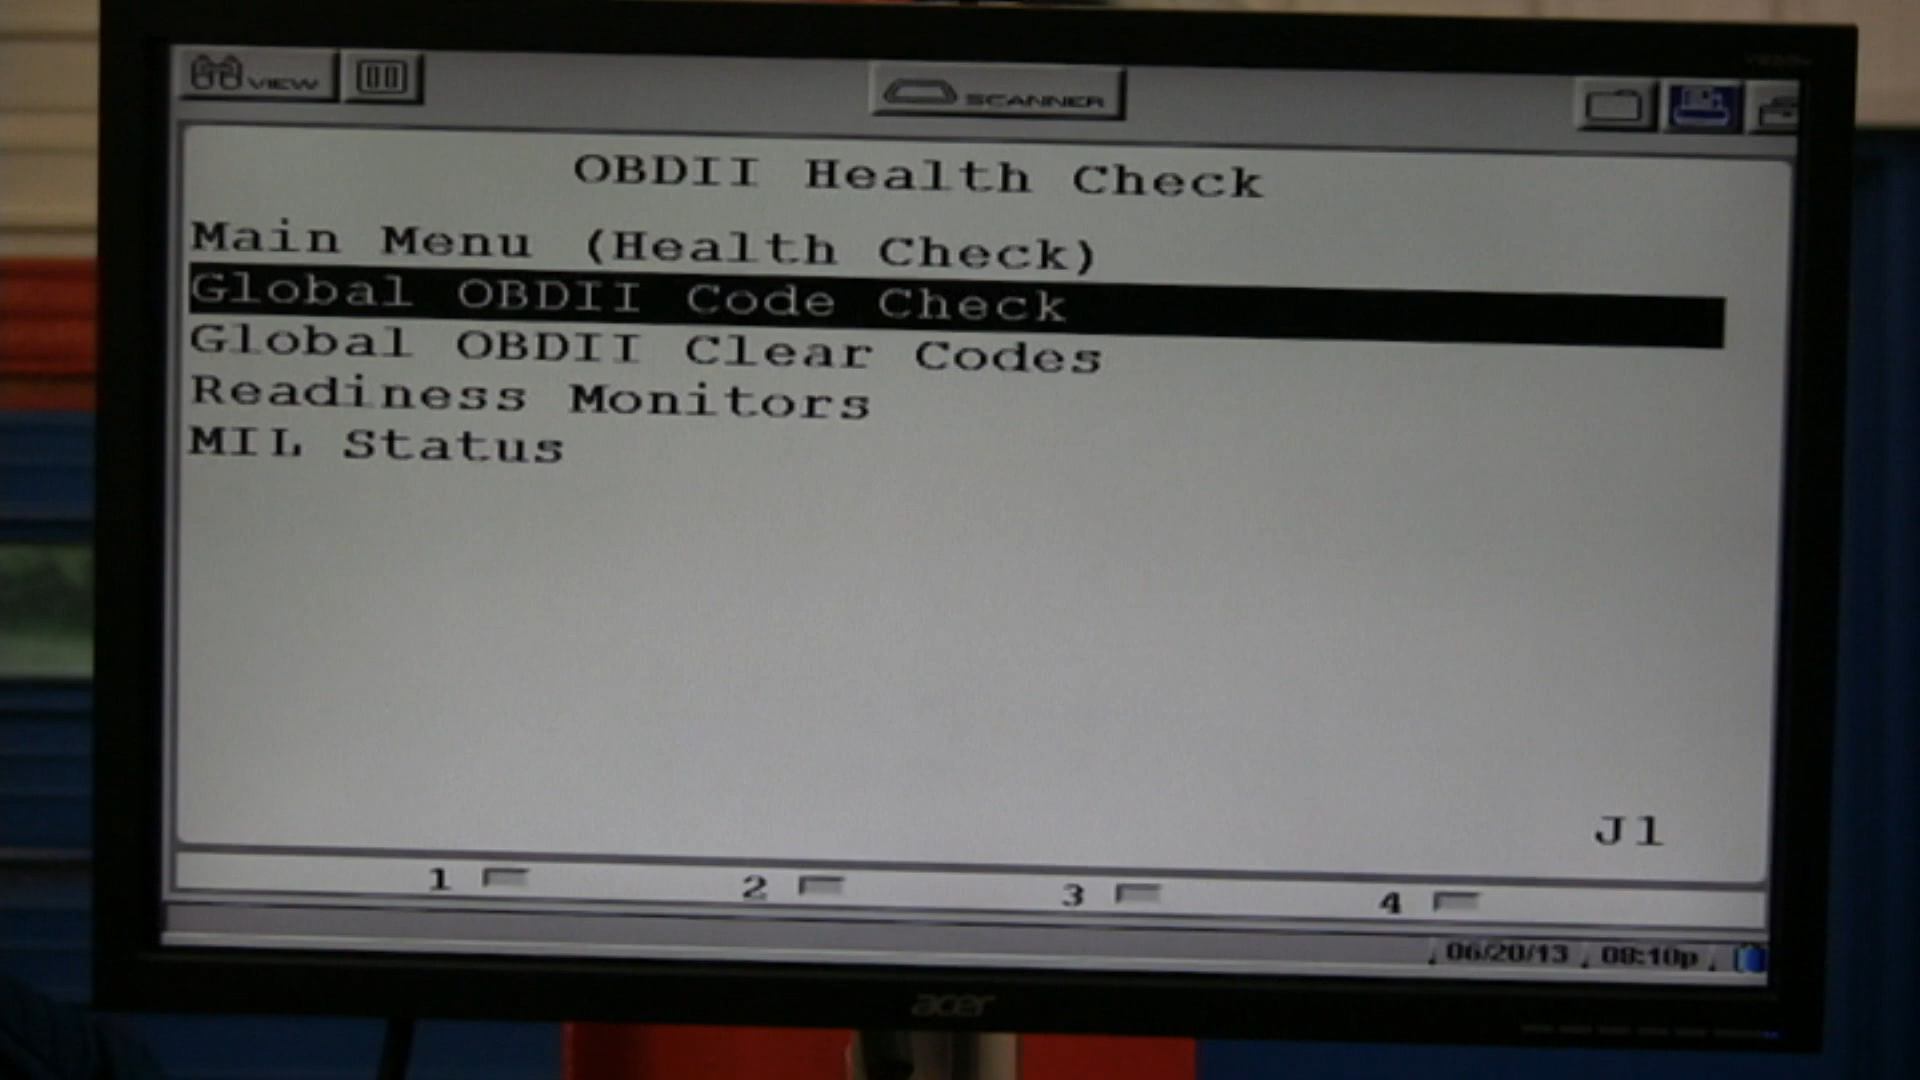 VIEW
SCANNER
OBDII Health Check
Main Menu (Health Check)
Global OBDII Code Check
Global OBDII Clear Codes
Readiness Monitors
MIL Status
J1
1 2 3 4
06/20/13 08:10p
acer